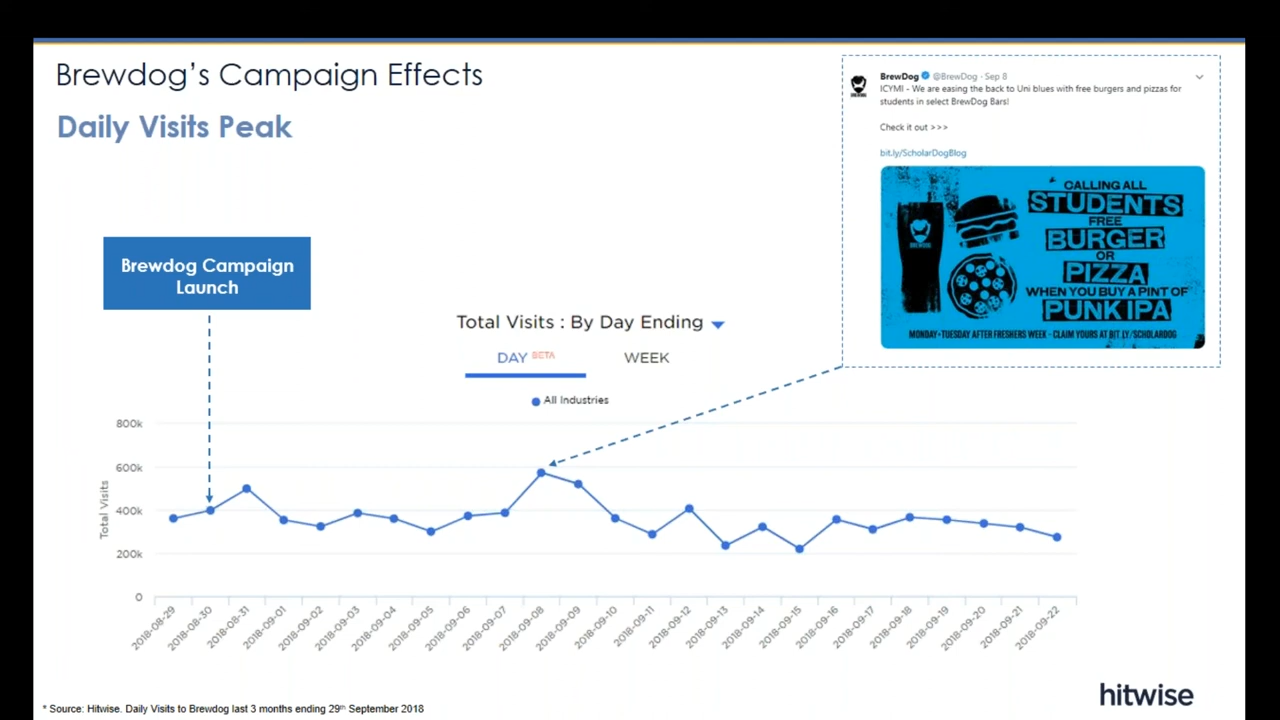 Brewdog's Campaign Effects
Daily Visits Peak
BrewDog @BrewDog · Sep 8
ICYMI - We are easing the back to Uni blues with free burgers and pizzas for
students in select BrewDog Bars!
Check it out >>>
bit.ly/ScholarDogBlog
BREWDOG
CALLING ALL
STUDENTS
FREE
BURGER
OR
PIZZA
WHEN YOU BUY A PINT OF
PUNK IPA
MONDAY + TUESDAY AFTER FRESHERS WEEK - CLAIM YOURS AT BIT.LY/SCHOLARDOG
Brewdog Campaign
Launch
Total Visits : By Day Ending
DAY BETA WEEK
All Industries
Total Visits
800k
600k
400k
200k
0
2018-08-29
2018-08-30
2018-08-31
2018-09-01
2018-09-02
2018-09-03
2018-09-04
2018-09-05
2018-09-06
2018-09-07
2018-09-08
2018-09-09
2018-09-10
2018-09-11
2018-09-12
2018-09-13
2018-09-14
2018-09-15
2018-09-16
2018-09-17
2018-09-18
2018-09-19
2018-09-20
2018-09-21
2018-09-22
* Source: Hitwise. Daily Visits to Brewdog last 3 months ending 29th September 2018
hitwise